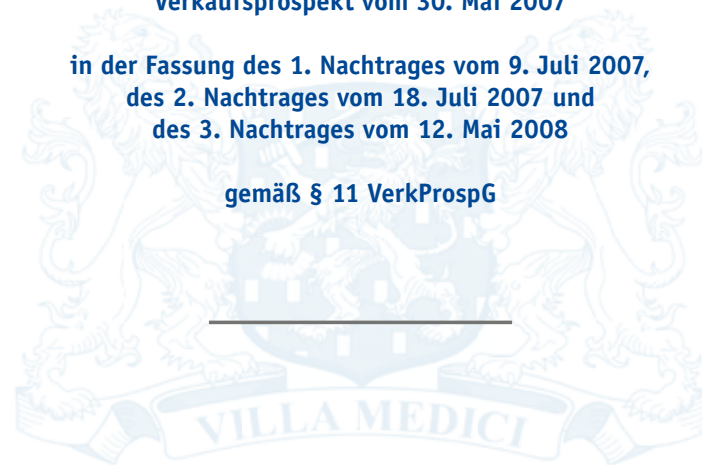 Verkaufsprospekt vom 30. Mai 2007
in der Fassung des 1. Nachtrages vom 9. Juli 2007,
des 2. Nachtrages vom 18. Juli 2007 und
des 3. Nachtrages vom 12. Mai 2008
gemäß § 11 VerkProspG
VILLA MEDICI